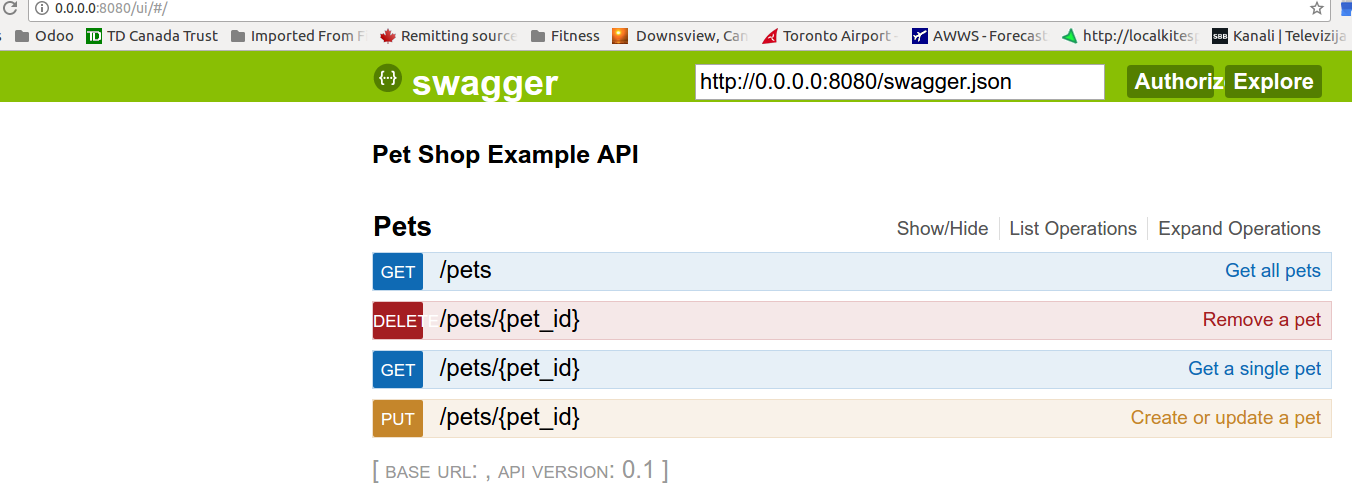 0.0.0.0:8080/ui/#/
Odoo TD Canada Trust Imported From Remitting source Fitness Downsview, Can Toronto Airport - AWWS - Forecast http://localkitesp Kanali | Televizija
swagger http://0.0.0.0:8080/swagger.json Authorize Explore
Pet Shop Example API
Pets Show/Hide List Operations Expand Operations
GET /pets Get all pets
DELETE /pets/{pet_id} Remove a pet
GET /pets/{pet_id} Get a single pet
PUT /pets/{pet_id} Create or update a pet
[ BASE URL: , API VERSION: 0.1 ]